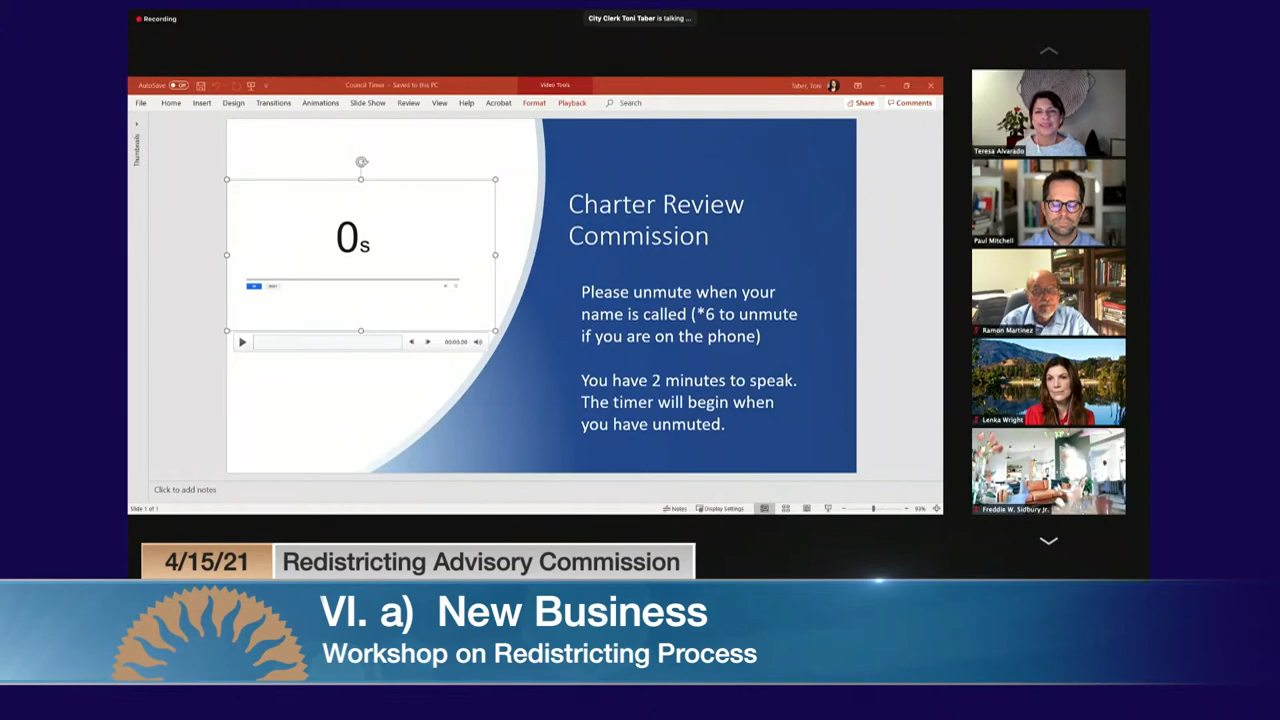 Recording
City Clerk Toni Taber is talking ...
AutoSave Off
Council Timer - Saved to this PC
Video Tools
Taber, Toni
File Home Insert Design Transitions Animations Slide Show Review View Help Acrobat Format Playback Search
Share Comments
Thumbnails
0s
00:00.00
Charter Review
Commission
Please unmute when your
name is called (*6 to unmute
if you are on the phone)
You have 2 minutes to speak.
The timer will begin when
you have unmuted.
Click to add notes
Slide 1 of 1
Notes Display Settings 93%
Teresa Alvarado
Paul Mitchell
Ramon Martinez
Lenka Wright
Freddie W. Sidbury Jr.
4/15/21 Redistricting Advisory Commission
VI. a) New Business
Workshop on Redistricting Process